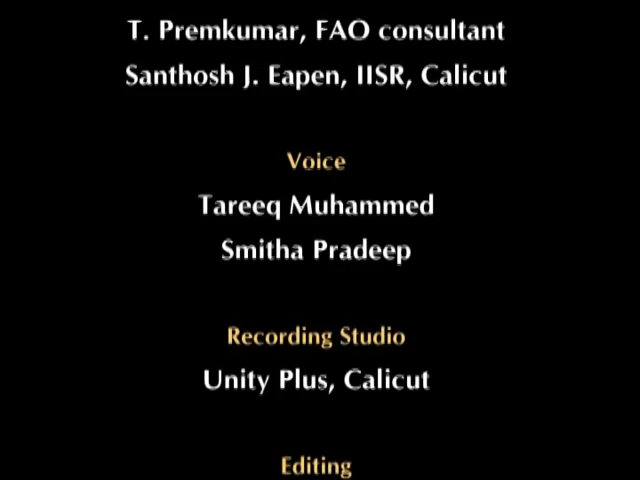 T. Premkumar, FAO consultant
Santhosh J. Eapen, IISR, Calicut
Voice
Tareeq Muhammed
Smitha Pradeep
Recording Studio
Unity Plus, Calicut
Editing